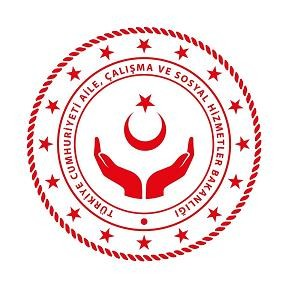 TÜRKİYE CUMHURİYETİ AİLE, ÇALIŞMA VE SOSYAL HİZMETLER BAKANLIĞI